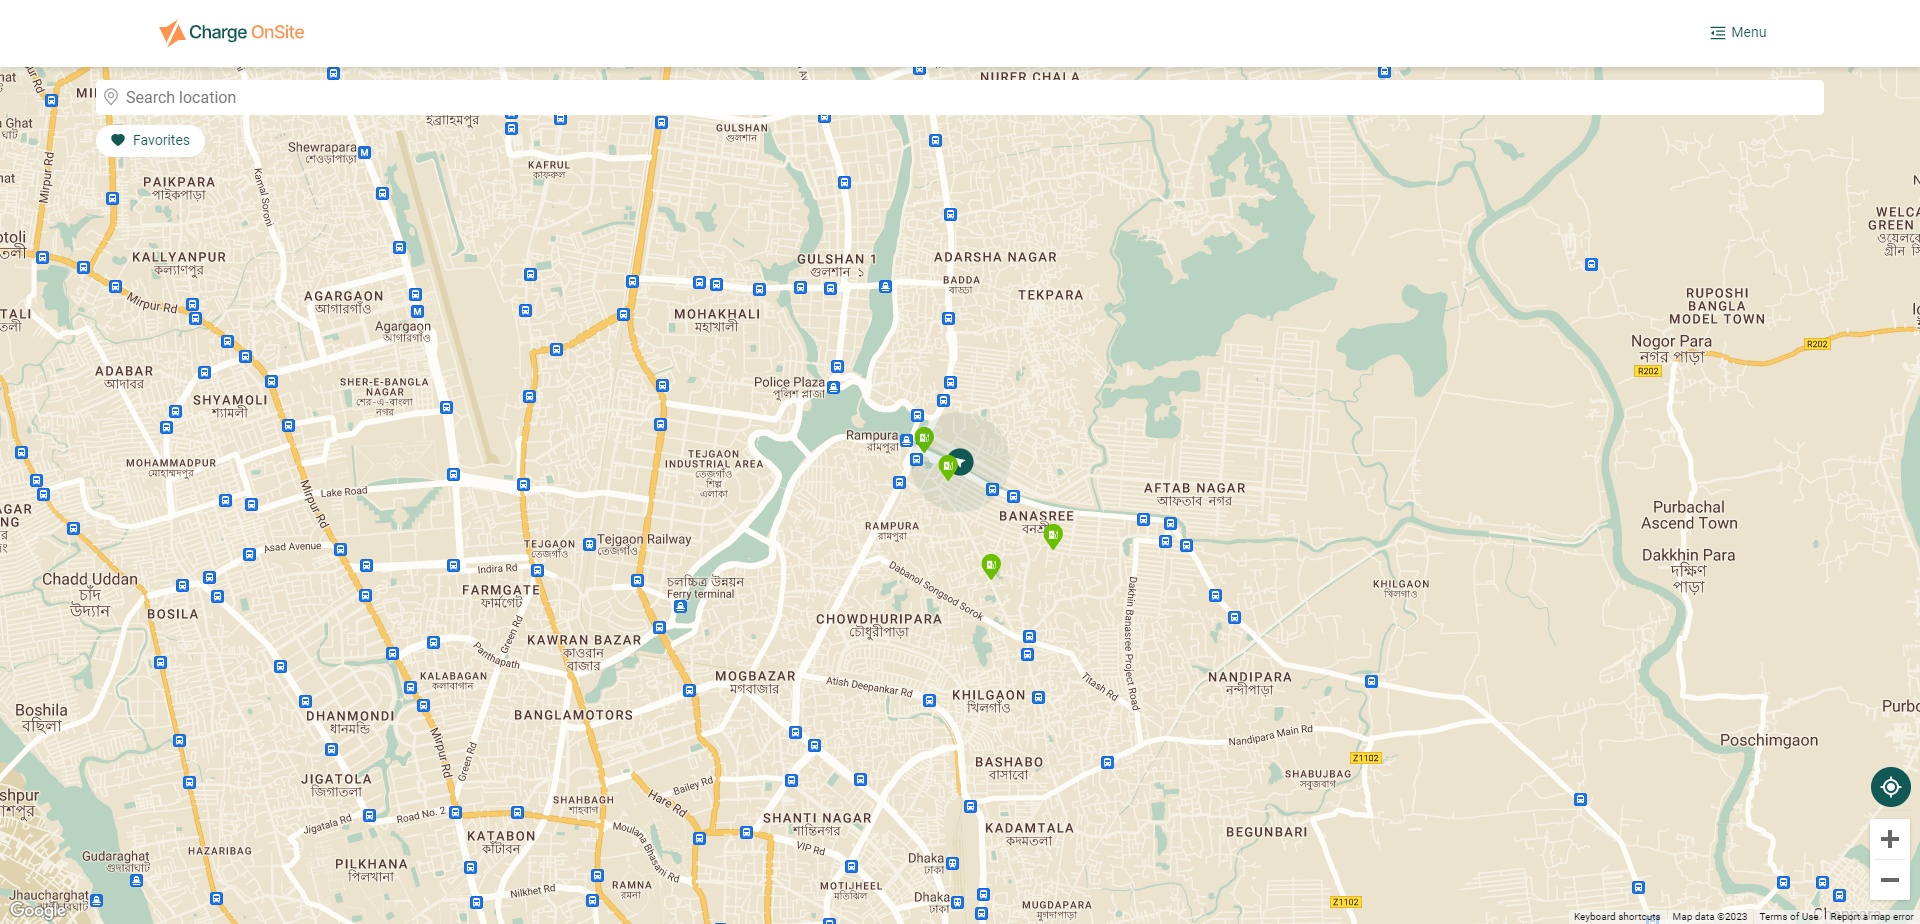 Charge OnSite
Menu
NURER CHALA
Search location
Favorites
ইব্রাহিমপুর
GULSHAN
গুলশান
Shewrapara
শেওড়াপাড়া
KAFRUL
কাফরুল
Mirpur Rd
Kamal Soroni
PAIKPARA
পাইকপাড়া
KALLYANPUR
কল্যাণপুর
GULSHAN 1
গুলশান ১
ADARSHA NAGAR
BADDA
বাড্ডা
TEKPARA
Mirpur Rd
AGARGAON
আগারগাঁও
Agargaon
আগারগাঁও
MOHAKHALI
মহাখালী
RUPOSHI
BANGLA
MODEL TOWN
Nogor Para
নগর পাড়া
R202
R202
ADABAR
আদাবর
SHER-E-BANGLA
NAGAR
শের-এ-বাংলা
নগর
Police Plaza
পুলিশ প্লাজা
SHYAMOLI
শ্যামলী
Rampura
রামপুরা
MOHAMMADPUR
মোহাম্মদপুর
TEJGAON
INDUSTRIAL AREA
তেজগাঁও
শিল্প
এলাকা
Lake Road
Mirpur Rd
AFTAB NAGAR
আফতাব নগর
BANASREE
RAMPURA
রামপুরা
Purbachal
Ascend Town
TEJGAON
তেজগাঁও
Tejgaon Railway
তেজগাঁও
Asad Avenue
Indira Rd
Dakkhin Para
দক্ষিণ
পাড়া
Chadd Uddan
চাঁদ
উদ্যান
BOSILA
FARMGATE
ফার্মগেট
চলচ্চিত্র উন্নয়ন
Ferry terminal
Dabanol Songsod Sorok
Dakhin Banasree Project Road
KHILGAON
খিলগাও
Green Rd
KAWRAN BAZAR
কাওরান
বাজার
CHOWDHURIPARA
চৌধুরীপাড়া
Panthapath
KALABAGAN
কলাবাগান
MOGBAZAR
মগবাজার
Atish Deepankar Rd
KHILGAON
খিলগাঁও
Titash Rd
NANDIPARA
নন্দীপাড়া
Boshila
বছিলা
DHANMONDI
ধানমন্ডি
BANGLAMOTORS
Mirpur Rd
Green Rd
Nandipara Main Rd
Poschimgaon
Z1102
JIGATOLA
জিগাতলা
BASHABO
বাসাবো
SHABUJBAG
সবুজবাগ
Bailey Rd
Hare Rd
SHAHBAGH
শাহবাগ
Jigatala Rd
Road No. 2
KATABON
কাঁটাবন
SHANTI NAGAR
শান্তিনগর
VIP Rd
KADAMTALA
কদমতলা
BEGUNBARI
HAZARIBAG
Moulana Bhasani Rd
Gudaraghat
গুদারাঘাট
PILKHANA
পিলখানা
Dhaka
ঢাকা
Jhaucharghat
Nilkhet Rd
RAMNA
রমনা
MOTIJHEEL
মতিঝিল
Dhaka
ঢাকা
MUGDAPARA
মুগদাপাড়া
Z1102
Google
Keyboard shortcuts
Map data ©2023
Terms of Use
Report a map error